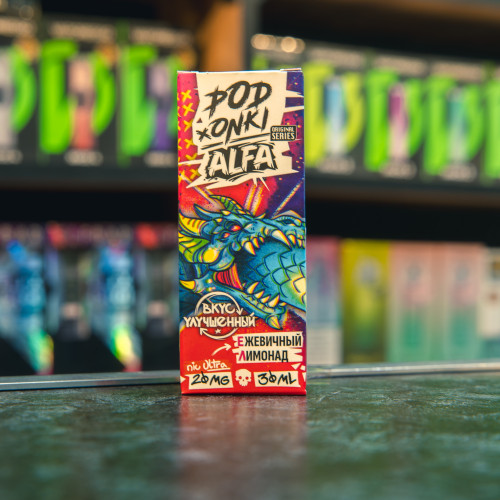 POD
ONKI
ORIGINAL
SERIES
ALFA
ВКУС
УЛУЧШЕННЫЙ
ЕЖЕВИЧНЫЙ
ЛИМОНАД
nic ultra
20MG
30ML